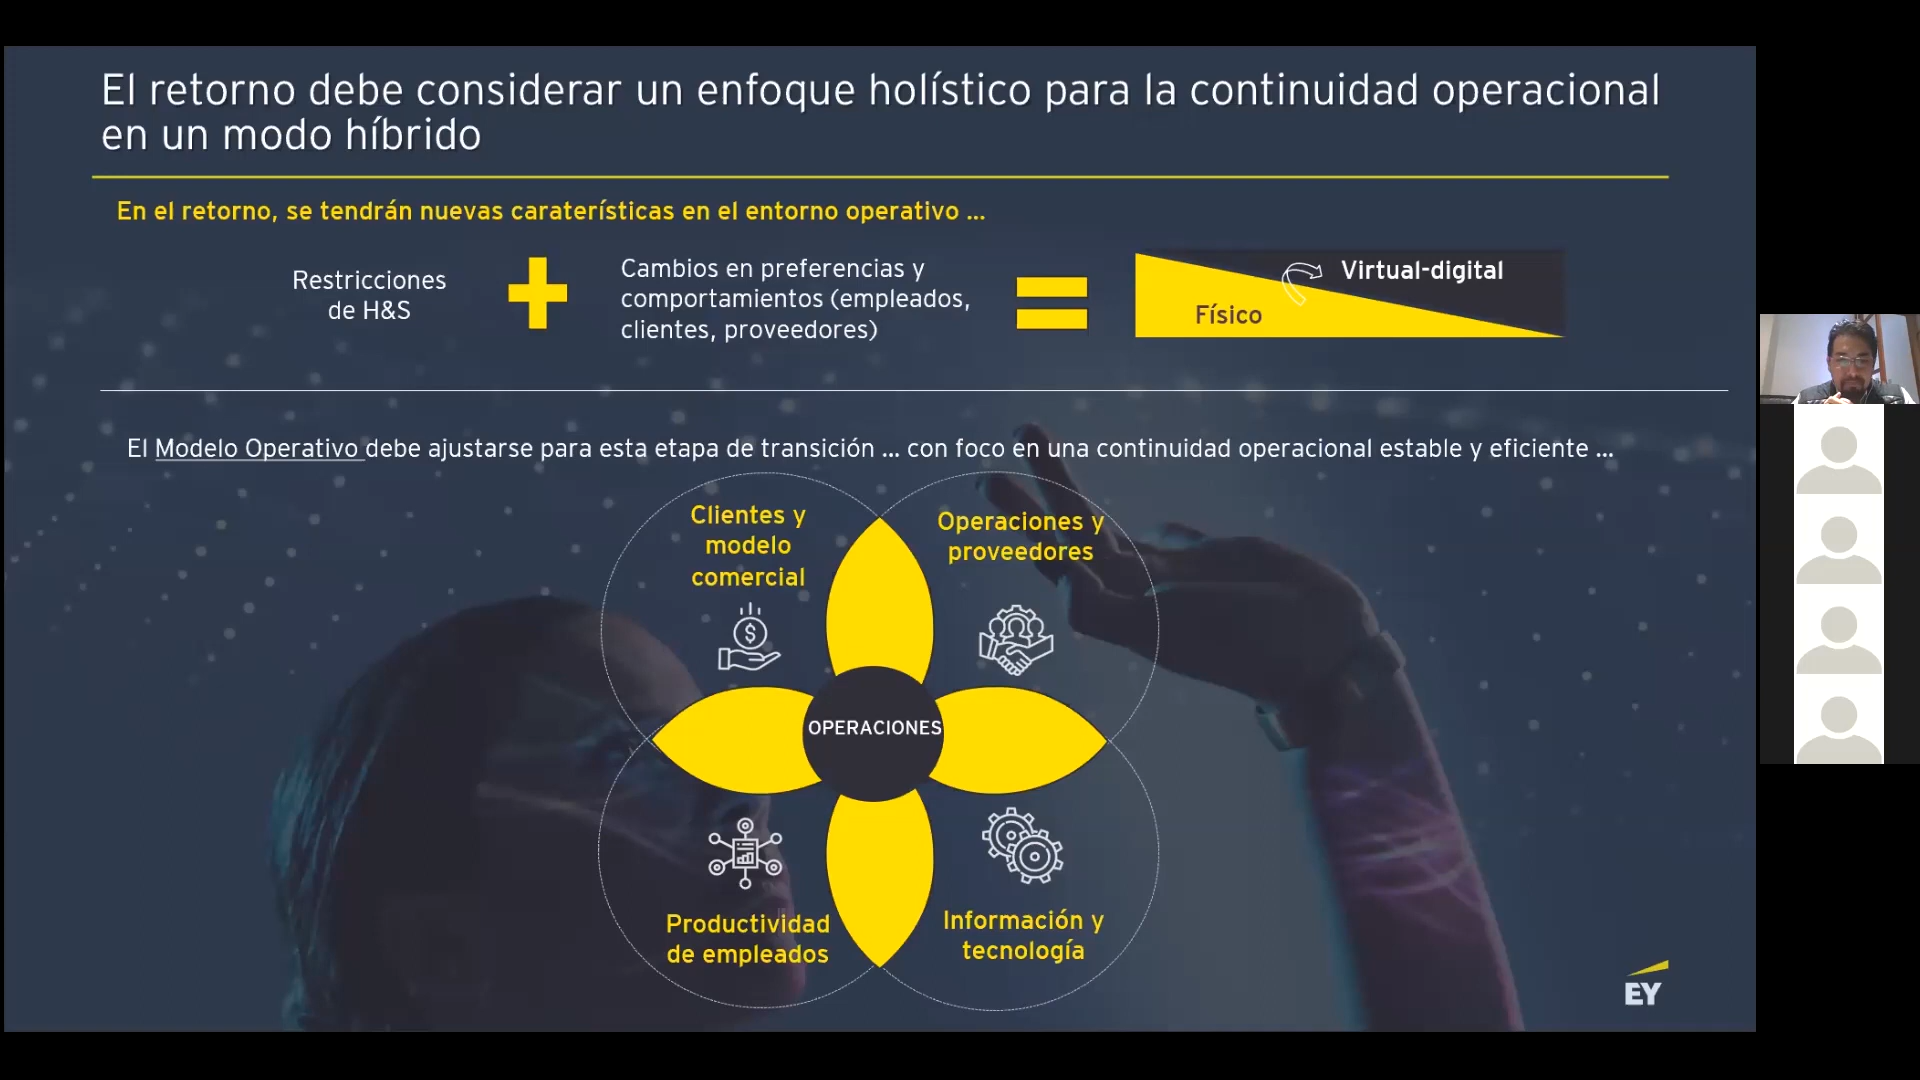 El retorno debe considerar un enfoque holístico para la continuidad operacional
en un modo híbrido
En el retorno, se tendrán nuevas caraterísticas en el entorno operativo ...
Restricciones
de H&S
Cambios en preferencias y
comportamientos (empleados,
clientes, proveedores)
Virtual-digital
Físico
El Modelo Operativo debe ajustarse para esta etapa de transición ... con foco en una continuidad operacional estable y eficiente ...
Clientes y
modelo
comercial
Operaciones y
proveedores
OPERACIONES
Productividad
de empleados
Información y
tecnología
EY